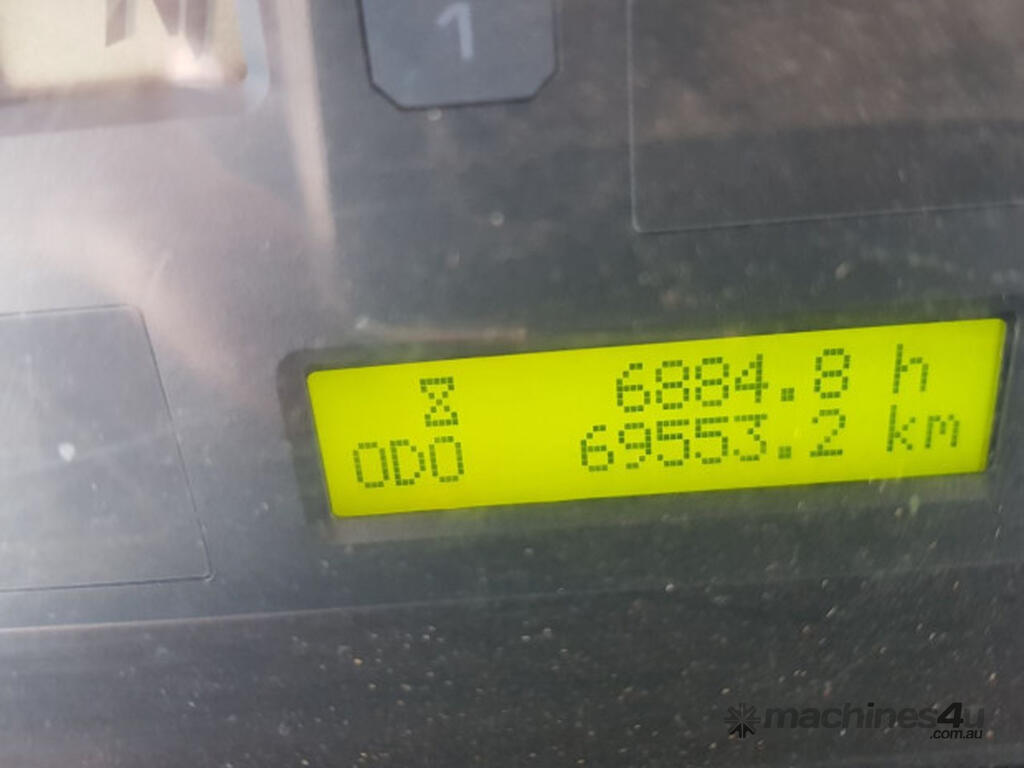 N
1
6884.8 h
ODO 69553.2 km
machines4u
.com.au